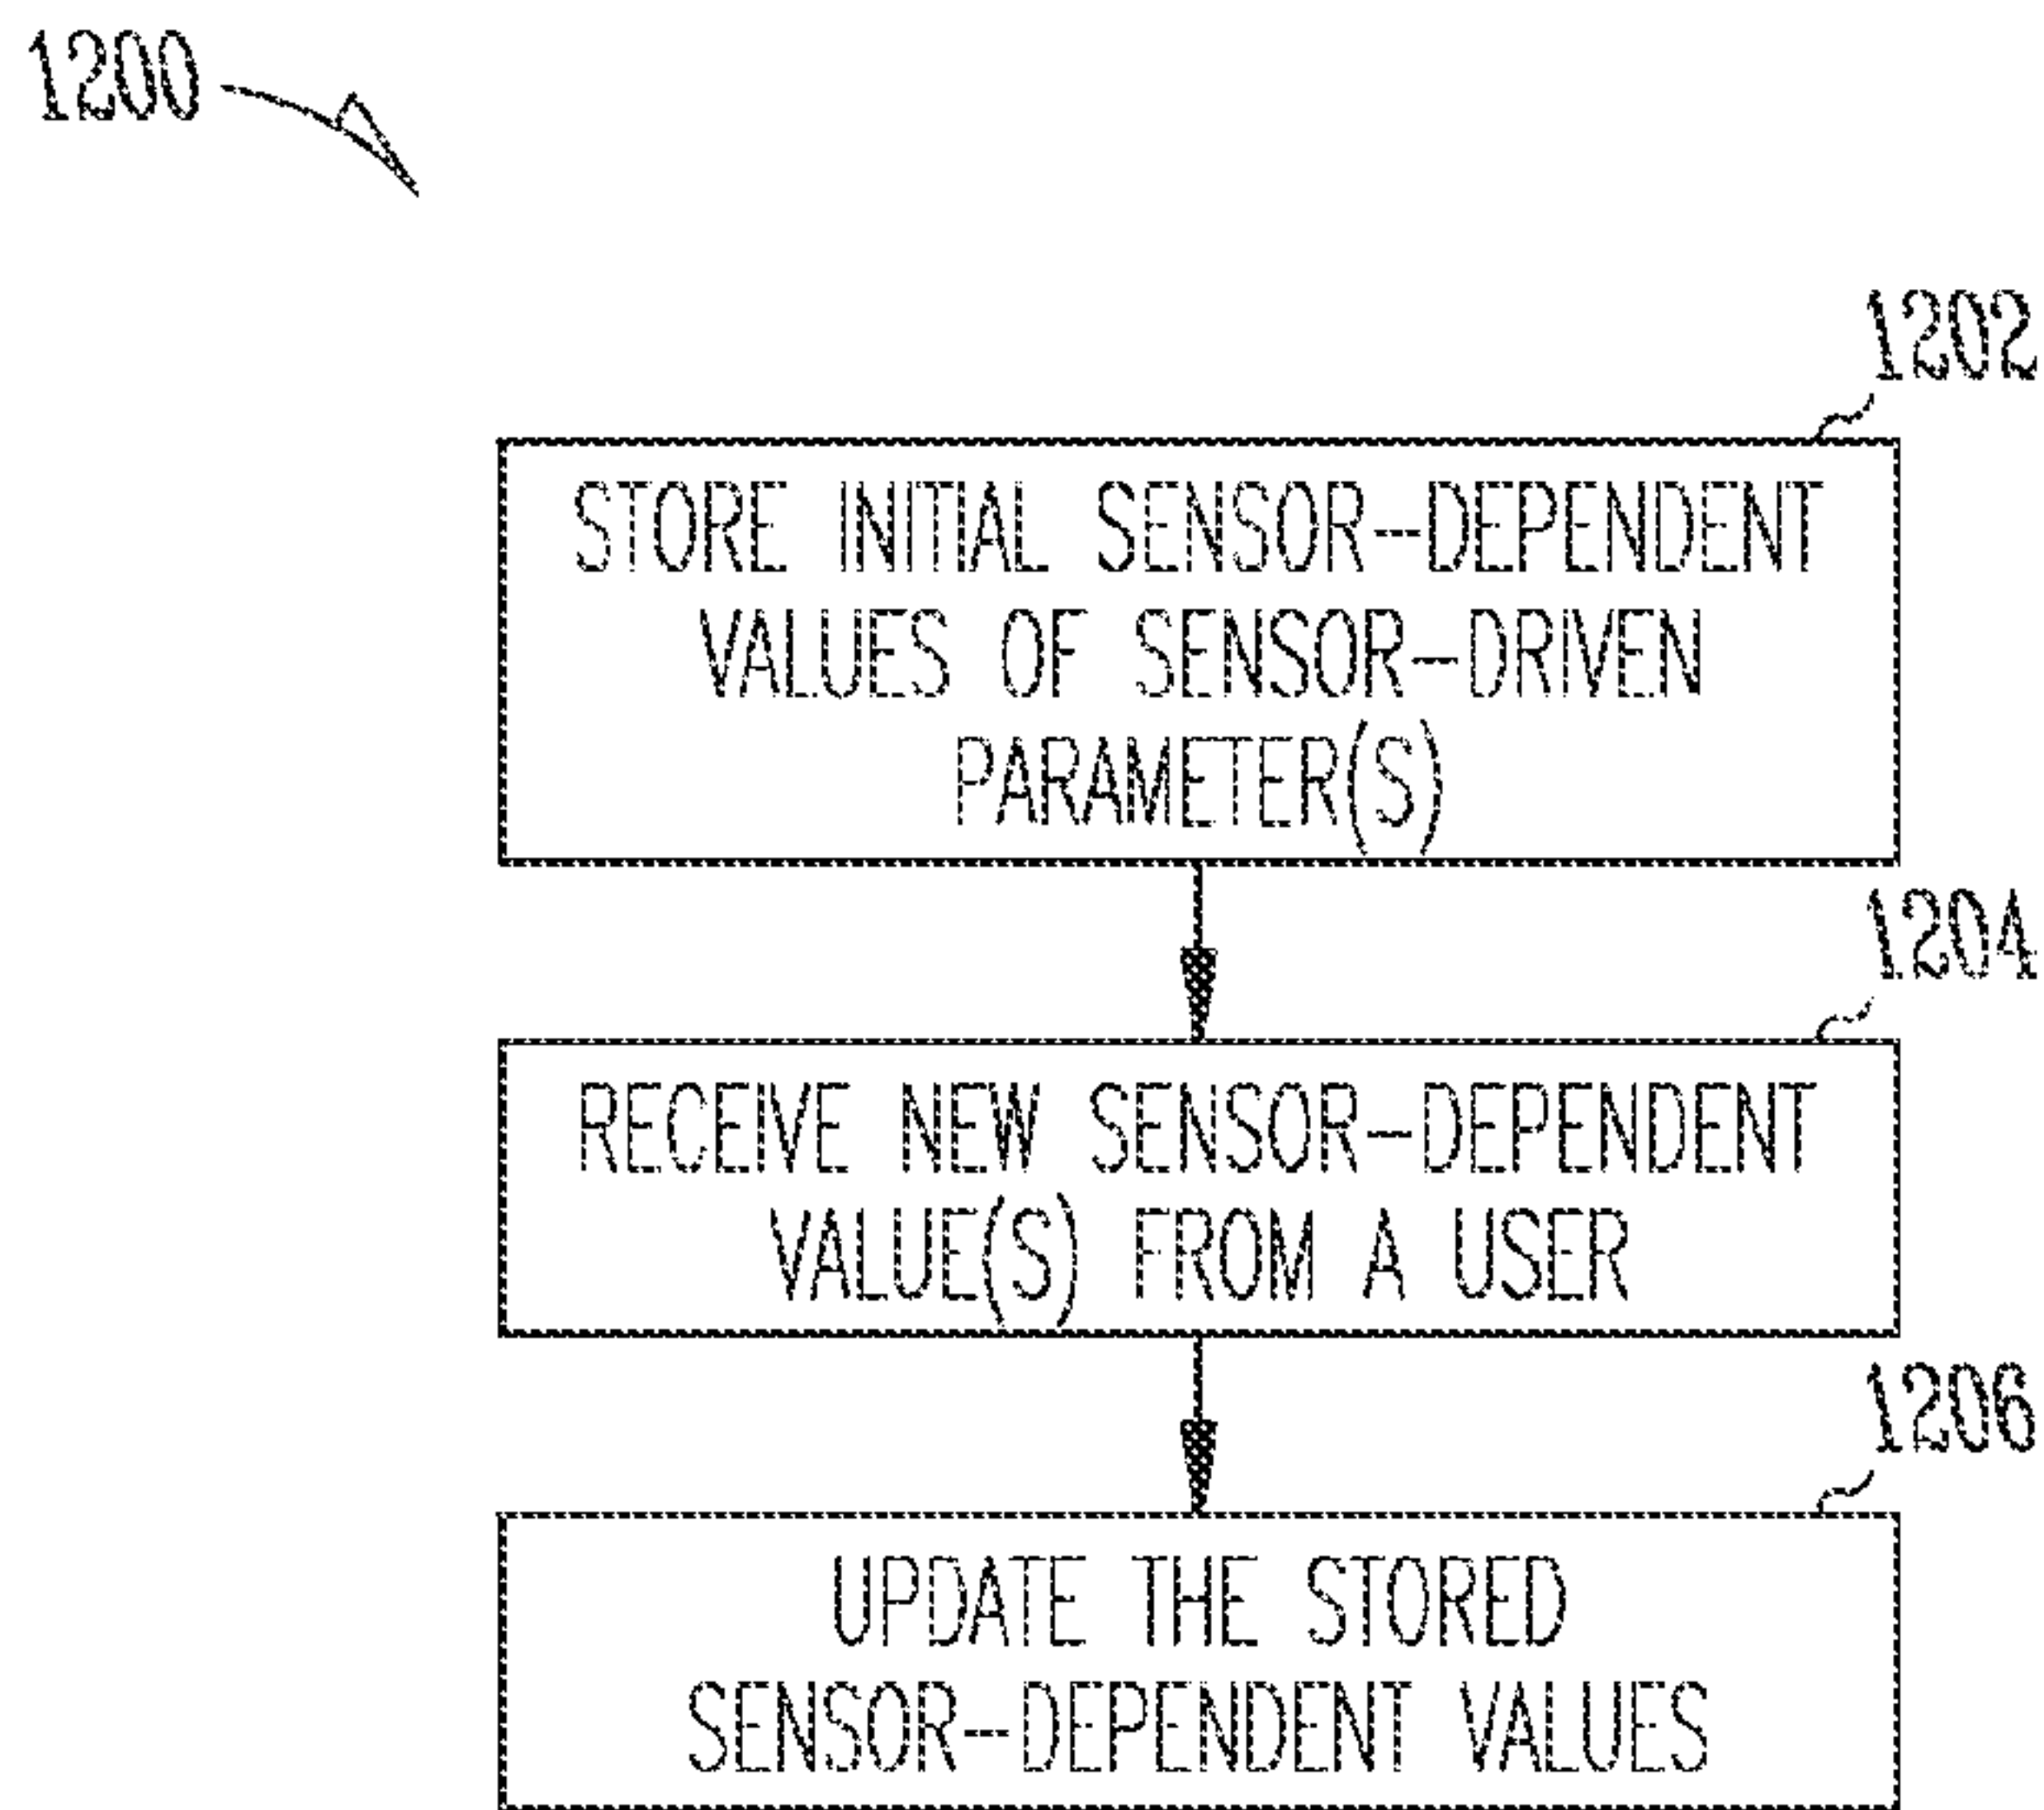 1200
1202
STORE INITIAL SENSOR-DEPENDENT
VALUES OF SENSOR-DRIVEN
PARAMETER(S)
1204
RECEIVE NEW SENSOR-DEPENDENT
VALUE(S) FROM A USER
1206
UPDATE THE STORED
SENSOR-DEPENDENT VALUES